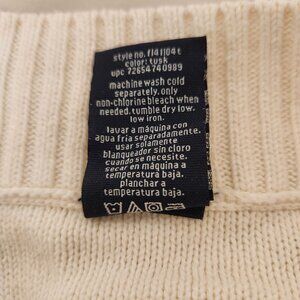 style no. fj41j04t
color: tusk
upc 72654740989
machine wash cold
separately. only
non-chlorine bleach when
needed. tumble dry low.
low iron.
lavar a máquina con
agua fría separadamente.
usar solamente
blanqueador sin cloro
cuando se necesite.
secar en máquina a
temperatura baja.
planchar a
temperatura baja.